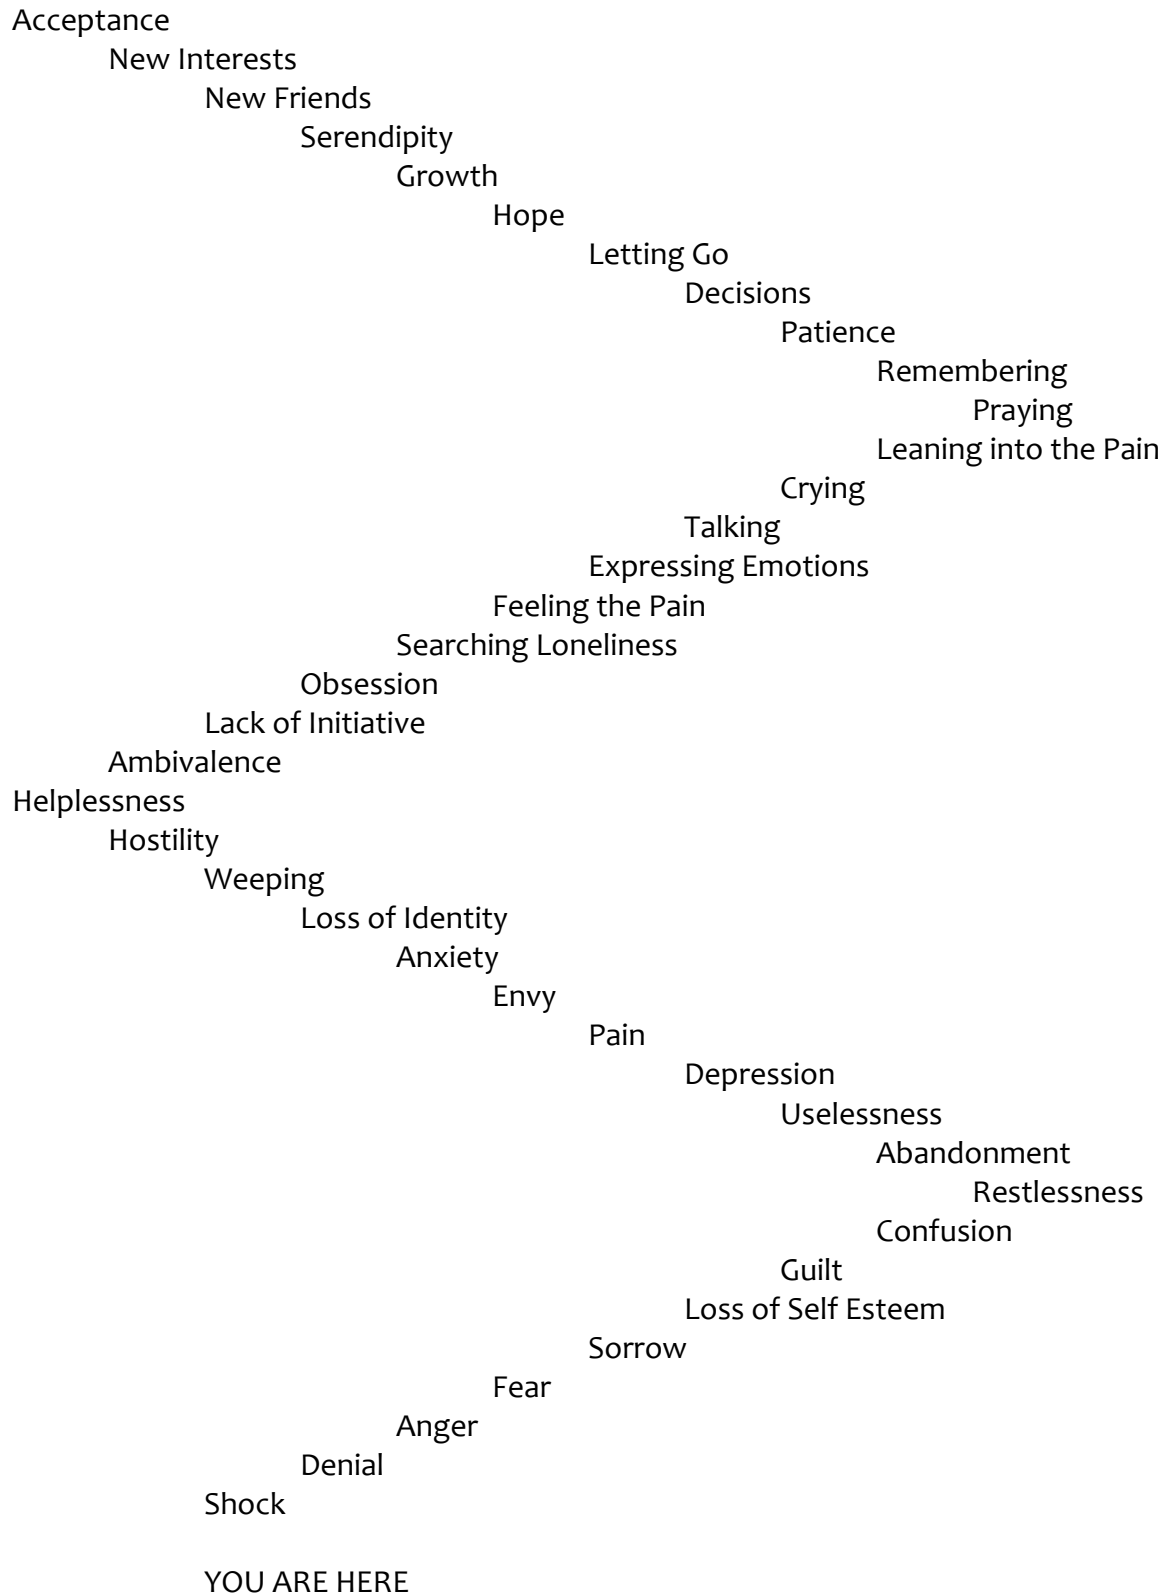 Acceptance
New Interests
New Friends
Serendipity
Growth
Hope
Letting Go
Decisions
Patience
Remembering
Praying
Leaning into the Pain
Crying
Talking
Expressing Emotions
Feeling the Pain
Searching Loneliness
Obsession
Lack of Initiative
Ambivalence
Helplessness
Hostility
Weeping
Loss of Identity
Anxiety
Envy
Pain
Depression
Uselessness
Abandonment
Restlessness
Confusion
Guilt
Loss of Self Esteem
Sorrow
Fear
Anger
Denial
Shock
YOU ARE HERE